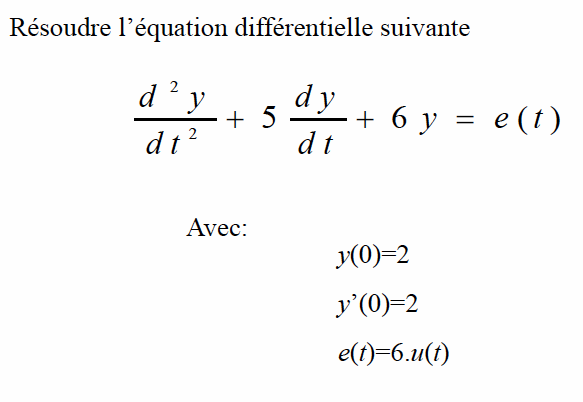 Résoudre l’équation différentielle suivante
d²y/dt² + 5 dy/dt + 6 y = e(t)
Avec:
y(0)=2
y’(0)=2
e(t)=6.u(t)